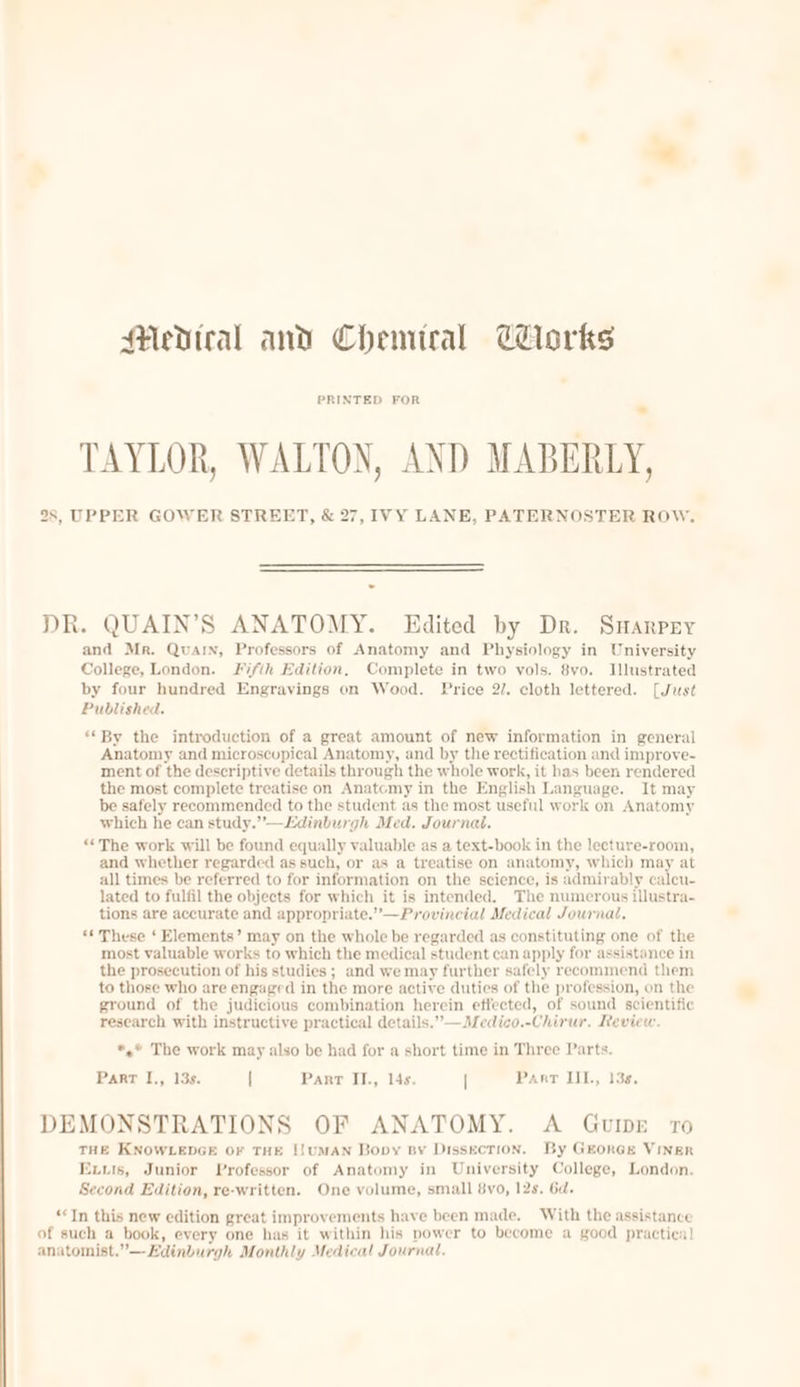 Medical and Chemical Works
PRINTED FOR
TAYLOR, WALTON, AND MABERLY,
28, UPPER GOWER STREET, & 27, IVY LANE, PATERNOSTER ROW.
DR. QUAIN'S ANATOMY. Edited by Dr. Sharpey
and Mr. Quain, Professors of Anatomy and Physiology in University
College, London. Fifth Edition. Complete in two vols. 8vo. Illustrated
by four hundred Engravings on Wood. Price 2l. cloth lettered. [Just
Published.
“ By the introduction of a great amount of new information in general
Anatomy and microscopical Anatomy, and by the rectification and improve-
ment of the descriptive details through the whole work, it has been rendered
the most complete treatise on Anatomy in the English Language. It may
be safely recommended to the student as the most useful work on Anatomy
which he can study.”—Edinburgh Med. Journal.
“ The work will be found equally valuable as a text-book in the lecture-room,
and whether regarded as such, or as a treatise on anatomy, which may at
all times be referred to for information on the science, is admirably calcu-
lated to fulfil the objects for which it is intended. The numerous illustra-
tions are accurate and appropriate.”—Provincial Medical Journal.
“ These ‘ Elements ’ may on the whole be regarded as constituting one of the
most valuable works to which the medical student can apply for assistance in
the prosecution of his studies ; and we may further safely recommend them
to those who are engaged in the more active duties of the profession, on the
ground of the judicious combination herein effected, of sound scientific
research with instructive practical details.”—Medico.-Chirur. Review.
*** The work may also be had for a short time in Three Parts.
Part I., 13s. | Part II., 14s. | Part III., 13s.
DEMONSTRATIONS OF ANATOMY. A Guide to
the Knowledge of the Human Body by Dissection. By George Viner
Ellis, Junior Professor of Anatomy in University College, London.
Second Edition, re-written. One volume, small 8vo, 12s. 6d.
“ In this new edition great improvements have been made. With the assistance
of such a book, every one has it within his power to become a good practical
anatomist.”—Edinburgh Monthly Medical Journal.